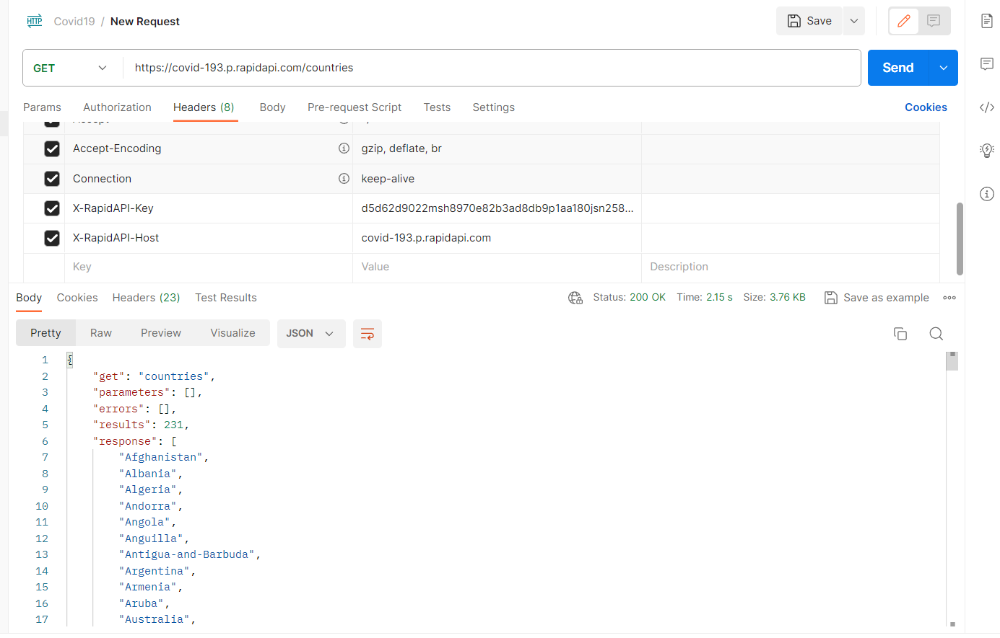 HTTP Covid19 / New Request
Save
GET https://covid-193.p.rapidapi.com/countries
Send
Params Authorization Headers (8) Body Pre-request Script Tests Settings Cookies
Accept-Encoding gzip, deflate, br
Connection keep-alive
X-RapidAPI-Key d5d62d9022msh8970e82b3ad8db9p1aa180jsn258...
X-RapidAPI-Host covid-193.p.rapidapi.com
Key Value Description
Body Cookies Headers (23) Test Results Status: 200 OK Time: 2.15 s Size: 3.76 KB Save as example
Pretty Raw Preview Visualize JSON
1 {
2 "get": "countries",
3 "parameters": [],
4 "errors": [],
5 "results": 231,
6 "response": [
7 "Afghanistan",
8 "Albania",
9 "Algeria",
10 "Andorra",
11 "Angola",
12 "Anguilla",
13 "Antigua-and-Barbuda",
14 "Argentina",
15 "Armenia",
16 "Aruba",
17 "Australia",